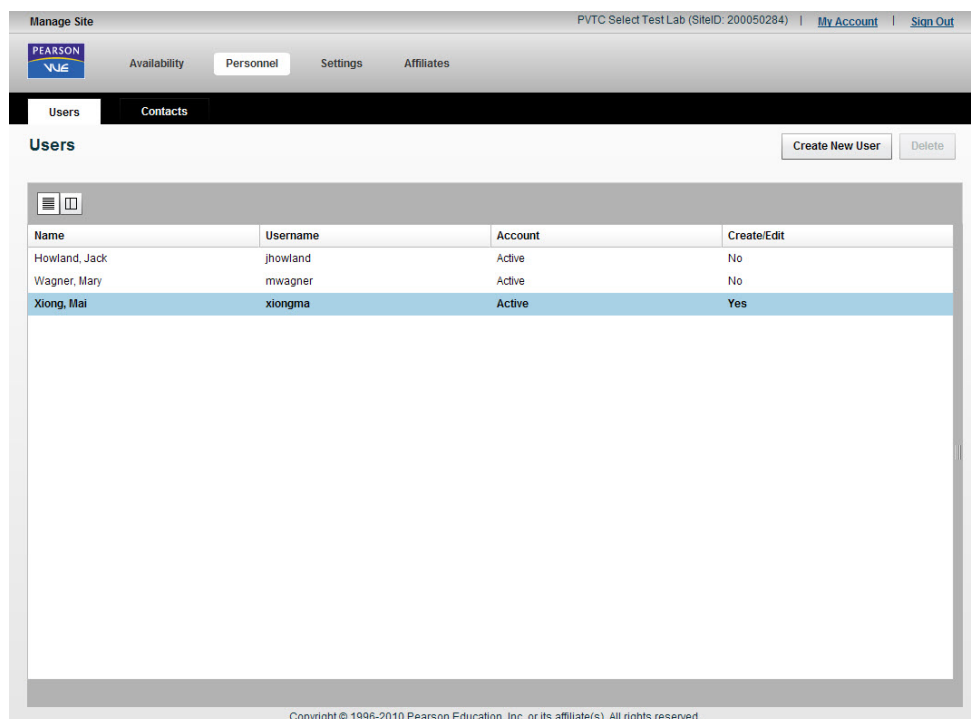 Manage Site PVTC Select Test Lab (SiteID: 200050284) | My Account | Sign Out
PEARSON
VUE
Availability Personnel Settings Affiliates
Users Contacts
Users Create New User Delete
Name Username Account Create/Edit
Howland, Jack jhowland Active No
Wagner, Mary mwagner Active No
Xiong, Mai xiongma Active Yes
Copyright © 1996-2010 Pearson Education, Inc. or its affiliate(s). All rights reserved.